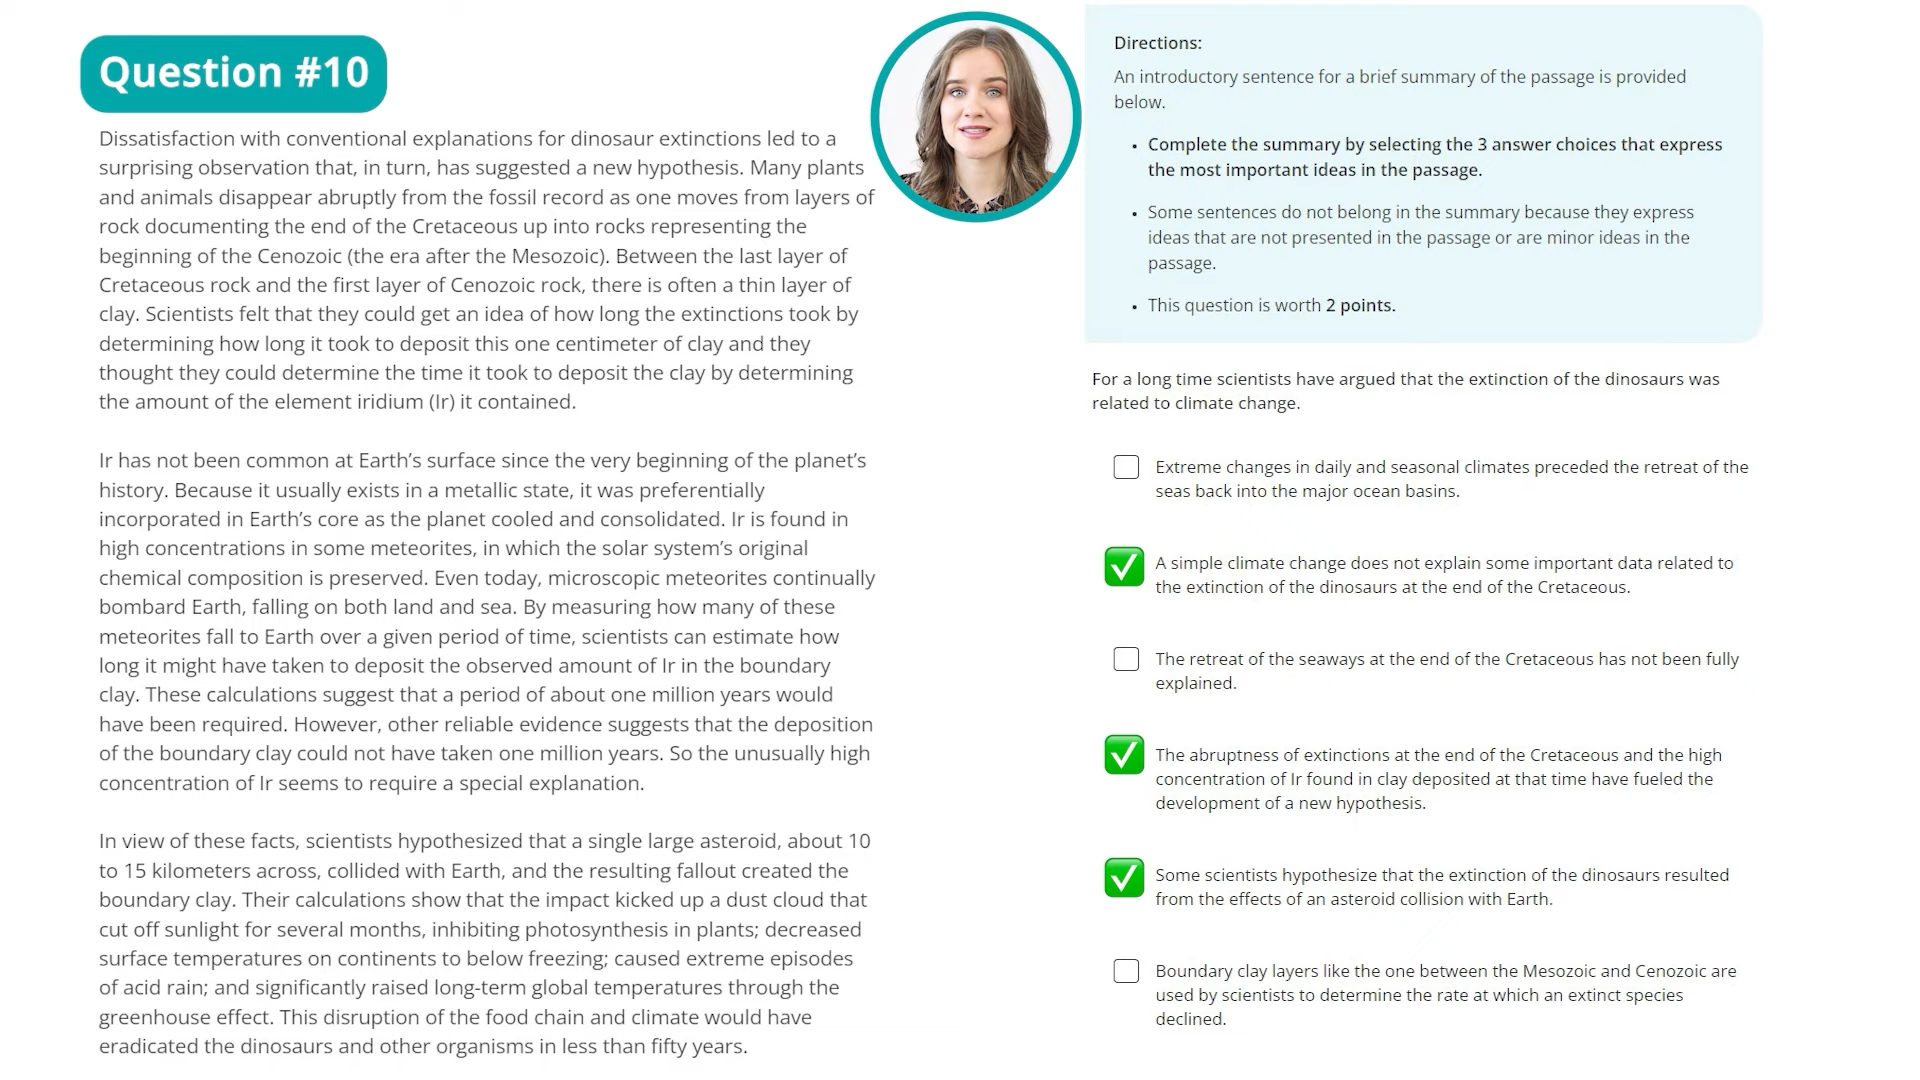 Question #10
Dissatisfaction with conventional explanations for dinosaur extinctions led to a
surprising observation that, in turn, has suggested a new hypothesis. Many plants
and animals disappear abruptly from the fossil record as one moves from layers of
rock documenting the end of the Cretaceous up into rocks representing the
beginning of the Cenozoic (the era after the Mesozoic). Between the last layer of
Cretaceous rock and the first layer of Cenozoic rock, there is often a thin layer of
clay. Scientists felt that they could get an idea of how long the extinctions took by
determining how long it took to deposit this one centimeter of clay and they
thought they could determine the time it took to deposit the clay by determining
the amount of the element iridium (Ir) it contained.
Ir has not been common at Earth's surface since the very beginning of the planet's
history. Because it usually exists in a metallic state, it was preferentially
incorporated in Earth's core as the planet cooled and consolidated. Ir is found in
high concentrations in some meteorites, in which the solar system's original
chemical composition is preserved. Even today, microscopic meteorites continually
bombard Earth, falling on both land and sea. By measuring how many of these
meteorites fall to Earth over a given period of time, scientists can estimate how
long it might have taken to deposit the observed amount of Ir in the boundary
clay. These calculations suggest that a period of about one million years would
have been required. However, other reliable evidence suggests that the deposition
of the boundary clay could not have taken one million years. So the unusually high
concentration of Ir seems to require a special explanation.
In view of these facts, scientists hypothesized that a single large asteroid, about 10
to 15 kilometers across, collided with Earth, and the resulting fallout created the
boundary clay. Their calculations show that the impact kicked up a dust cloud that
cut off sunlight for several months, inhibiting photosynthesis in plants; decreased
surface temperatures on continents to below freezing; caused extreme episodes
of acid rain; and significantly raised long-term global temperatures through the
greenhouse effect. This disruption of the food chain and climate would have
eradicated the dinosaurs and other organisms in less than fifty years.
Directions:
An introductory sentence for a brief summary of the passage is provided
below.
• Complete the summary by selecting the 3 answer choices that express
the most important ideas in the passage.
• Some sentences do not belong in the summary because they express
ideas that are not presented in the passage or are minor ideas in the
passage.
• This question is worth 2 points.
For a long time scientists have argued that the extinction of the dinosaurs was
related to climate change.
Extreme changes in daily and seasonal climates preceded the retreat of the
seas back into the major ocean basins.
A simple climate change does not explain some important data related to
the extinction of the dinosaurs at the end of the Cretaceous.
The retreat of the seaways at the end of the Cretaceous has not been fully
explained.
The abruptness of extinctions at the end of the Cretaceous and the high
concentration of Ir found in clay deposited at that time have fueled the
development of a new hypothesis.
Some scientists hypothesize that the extinction of the dinosaurs resulted
from the effects of an asteroid collision with Earth.
Boundary clay layers like the one between the Mesozoic and Cenozoic are
used by scientists to determine the rate at which an extinct species
declined.